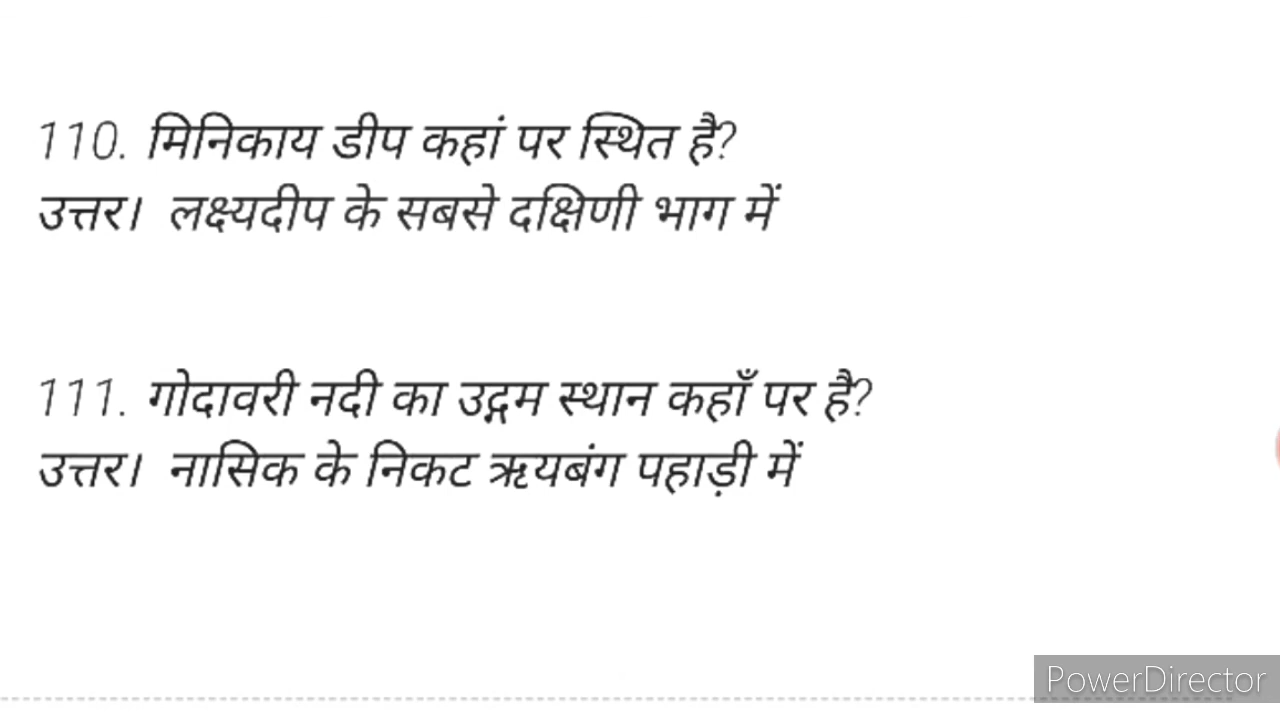 110. मिनिकाय डीप कहां पर स्थित है?
उत्तर। लक्ष्यदीप के सबसे दक्षिणी भाग में
111. गोदावरी नदी का उद्गम स्थान कहाँ पर है?
उत्तर। नासिक के निकट ऋयबंग पहाड़ी में
PowerDirector